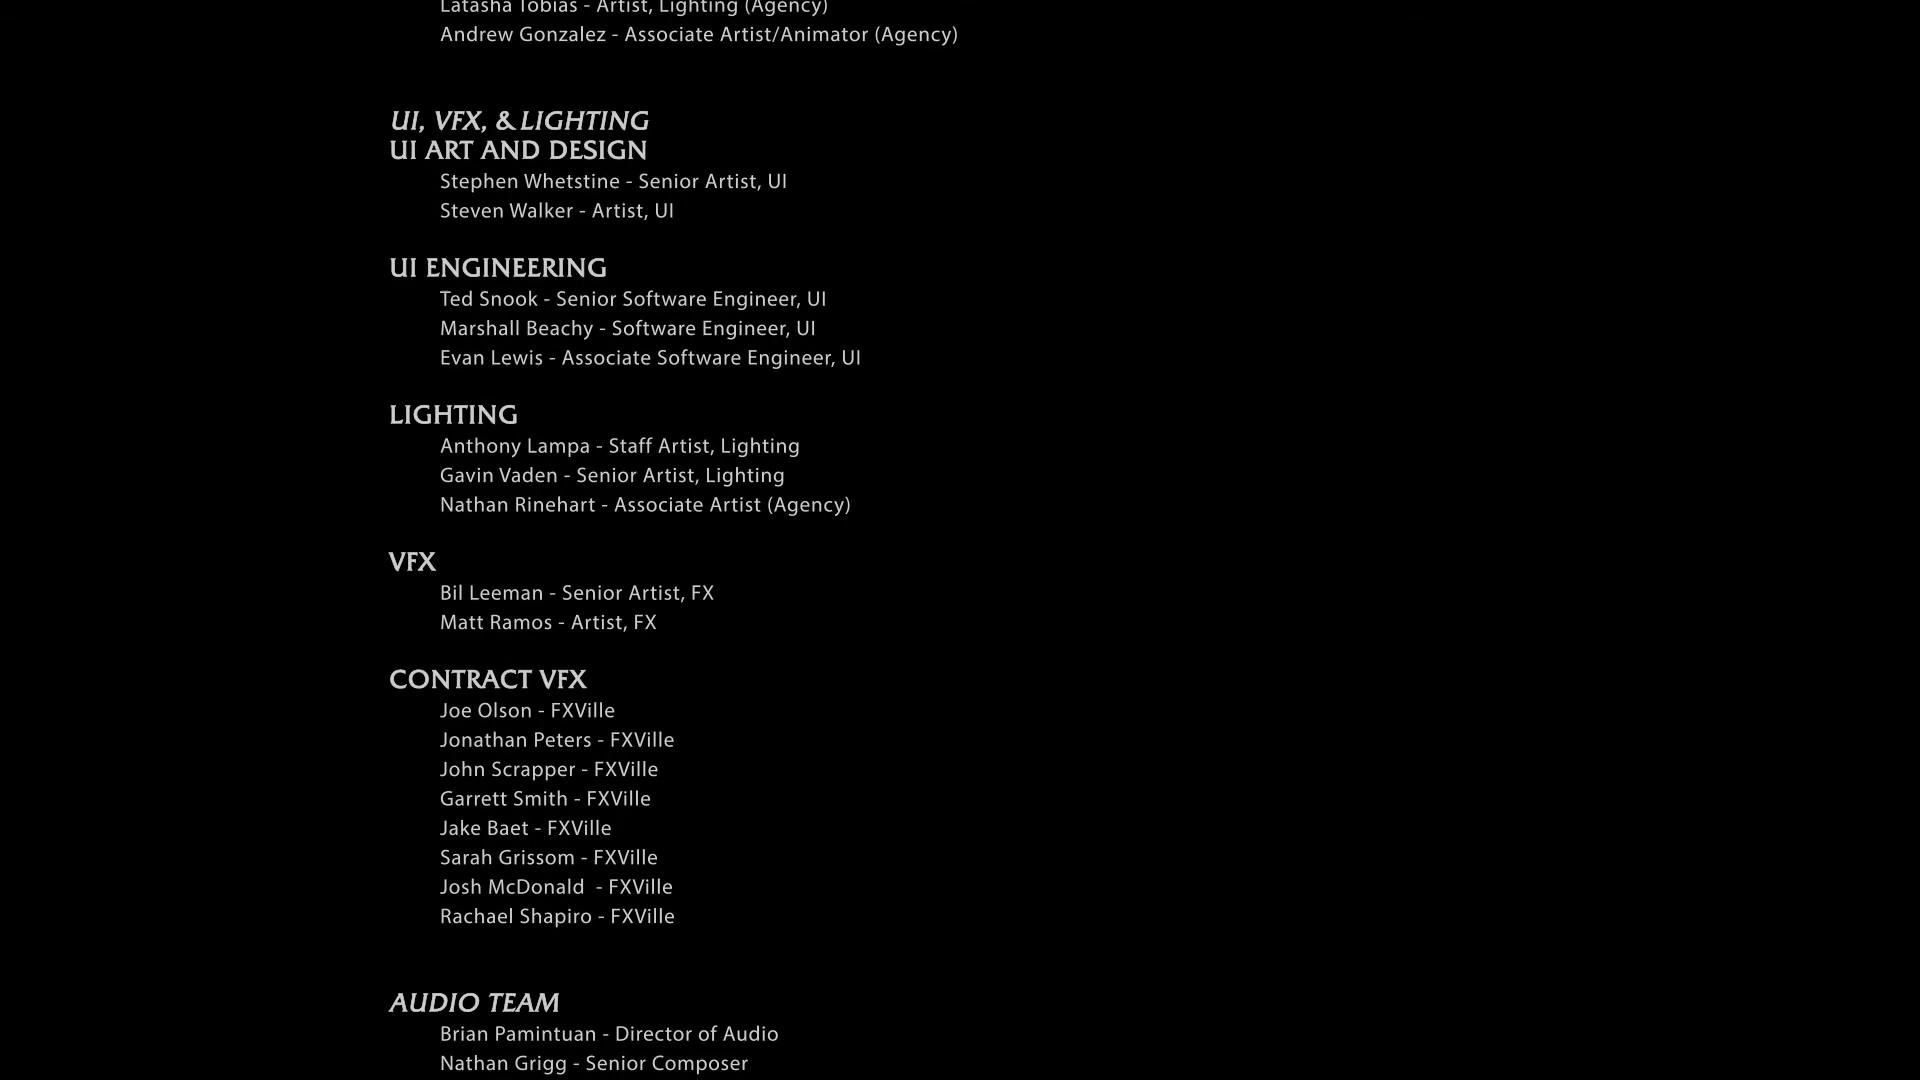 Latasha Tobias - Artist, Lighting (Agency)
Andrew Gonzalez - Associate Artist/Animator (Agency)
UI, VFX, & LIGHTING
UI ART AND DESIGN
Stephen Whetstine - Senior Artist, UI
Steven Walker - Artist, UI
UI ENGINEERING
Ted Snook - Senior Software Engineer, UI
Marshall Beachy - Software Engineer, UI
Evan Lewis - Associate Software Engineer, UI
LIGHTING
Anthony Lampa - Staff Artist, Lighting
Gavin Vaden - Senior Artist, Lighting
Nathan Rinehart - Associate Artist (Agency)
VFX
Bil Leeman - Senior Artist, FX
Matt Ramos - Artist, FX
CONTRACT VFX
Joe Olson - FXVille
Jonathan Peters - FXVille
John Scrapper - FXVille
Garrett Smith - FXVille
Jake Baet - FXVille
Sarah Grissom - FXVille
Josh McDonald  - FXVille
Rachael Shapiro - FXVille
AUDIO TEAM
Brian Pamintuan - Director of Audio
Nathan Grigg - Senior Composer